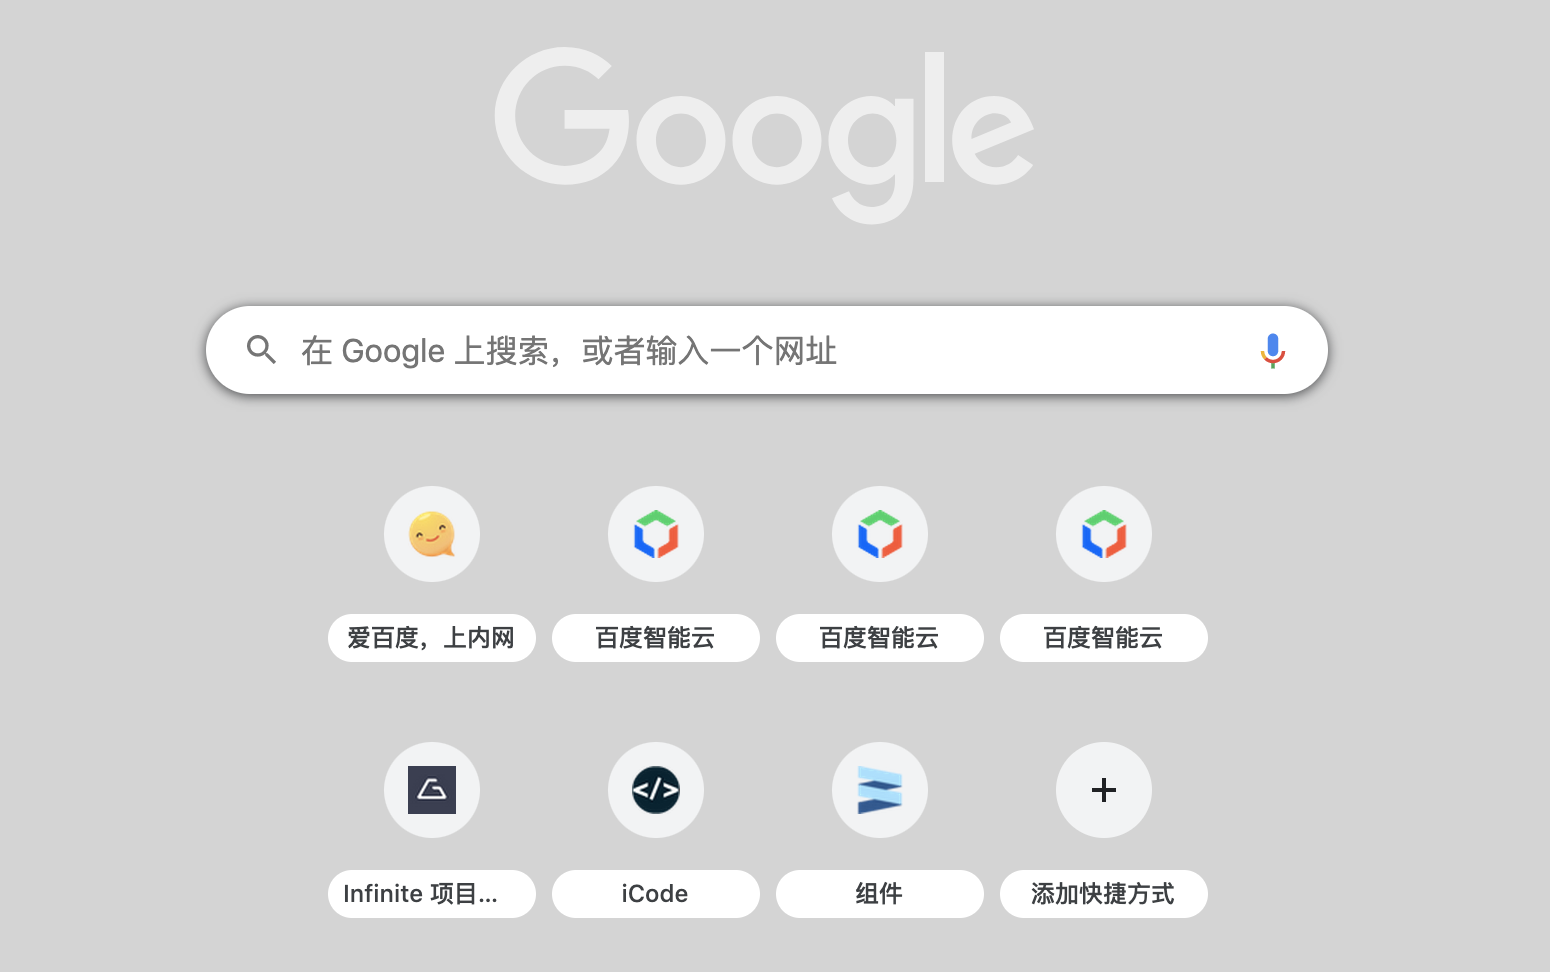 Google
在 Google 上搜索，或者输入一个网址
爱百度，上内网
百度智能云
百度智能云
百度智能云
</>
Infinite 项目...
iCode
组件
添加快捷方式